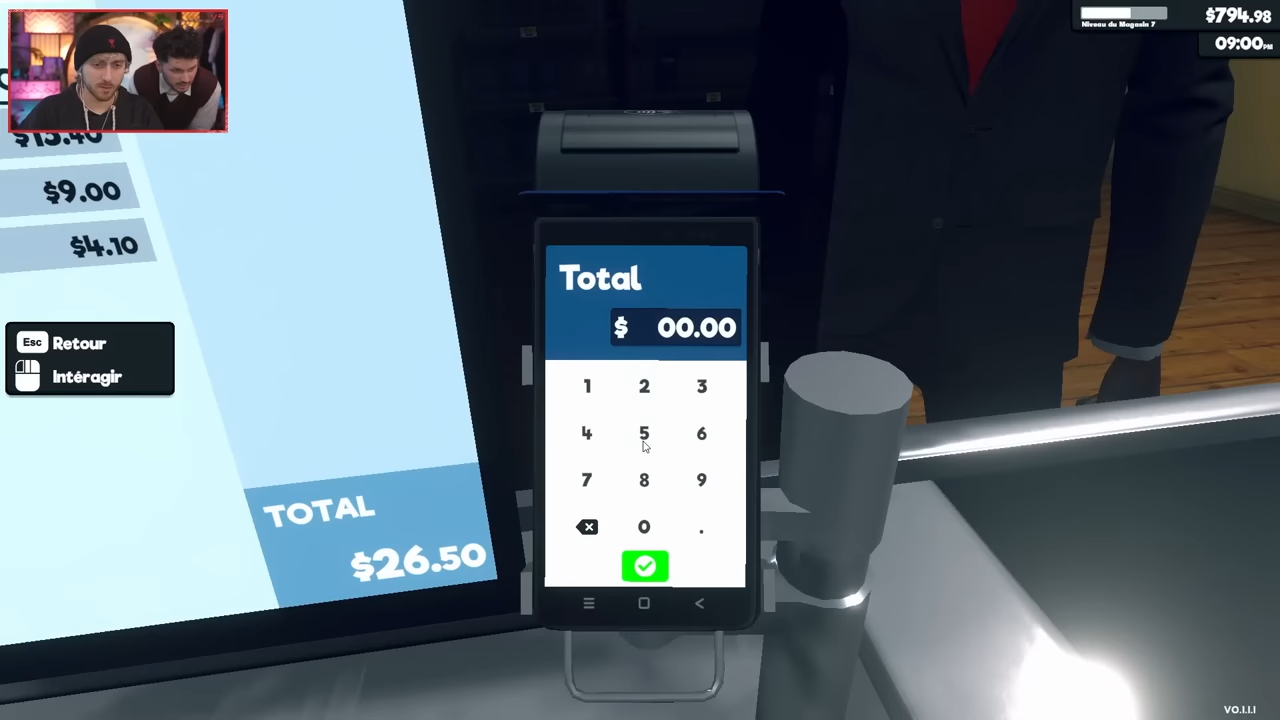 $794.98
Niveau du Magasin 7
09:00PM
$13.40
$9.00
$4.10
Esc Retour
Intéragir
Total
$ 00.00
1 2 3
4 5 6
7 8 9
0 .
TOTAL
$26.50
V0.1.1.1